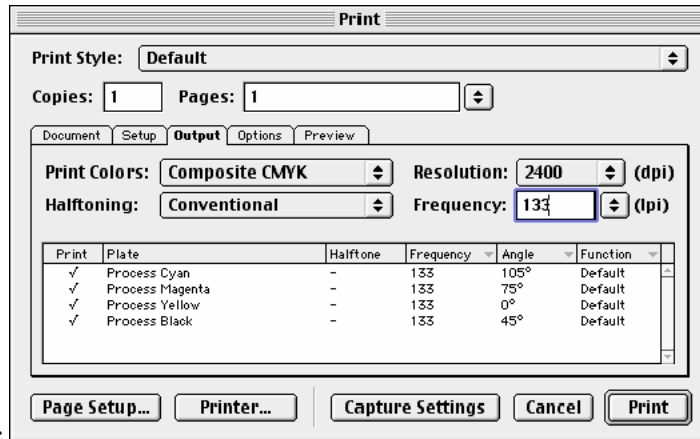 Print
Print Style: Default
Copies: 1 Pages: 1
Document Setup Output Options Preview
Print Colors: Composite CMYK Resolution: 2400 (dpi)
Halftoning: Conventional Frequency: 133 (lpi)
Print Plate Halftone Frequency Angle Function
✓ Process Cyan - 133 105° Default
✓ Process Magenta - 133 75° Default
✓ Process Yellow - 133 0° Default
✓ Process Black - 133 45° Default
Page Setup... Printer... Capture Settings Cancel Print